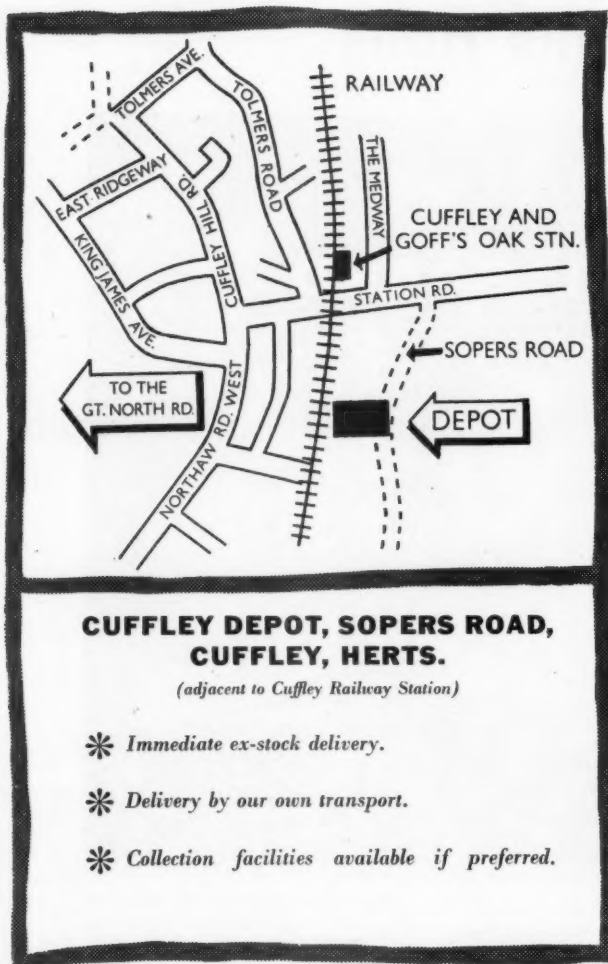 TOLMERS AVE.
TOLMERS ROAD
RAILWAY
THE MEDWAY
EAST RIDGEWAY
CUFFLEY HILL RD.
KING JAMES AVE.
CUFFLEY AND
GOFF'S OAK STN.
STATION RD.
SOPERS ROAD
TO THE
GT. NORTH RD.
NORTHAW RD. WEST
DEPOT
CUFFLEY DEPOT, SOPERS ROAD,
CUFFLEY, HERTS.
(adjacent to Cuffley Railway Station)
Immediate ex-stock delivery.
Delivery by our own transport.
Collection facilities available if preferred.